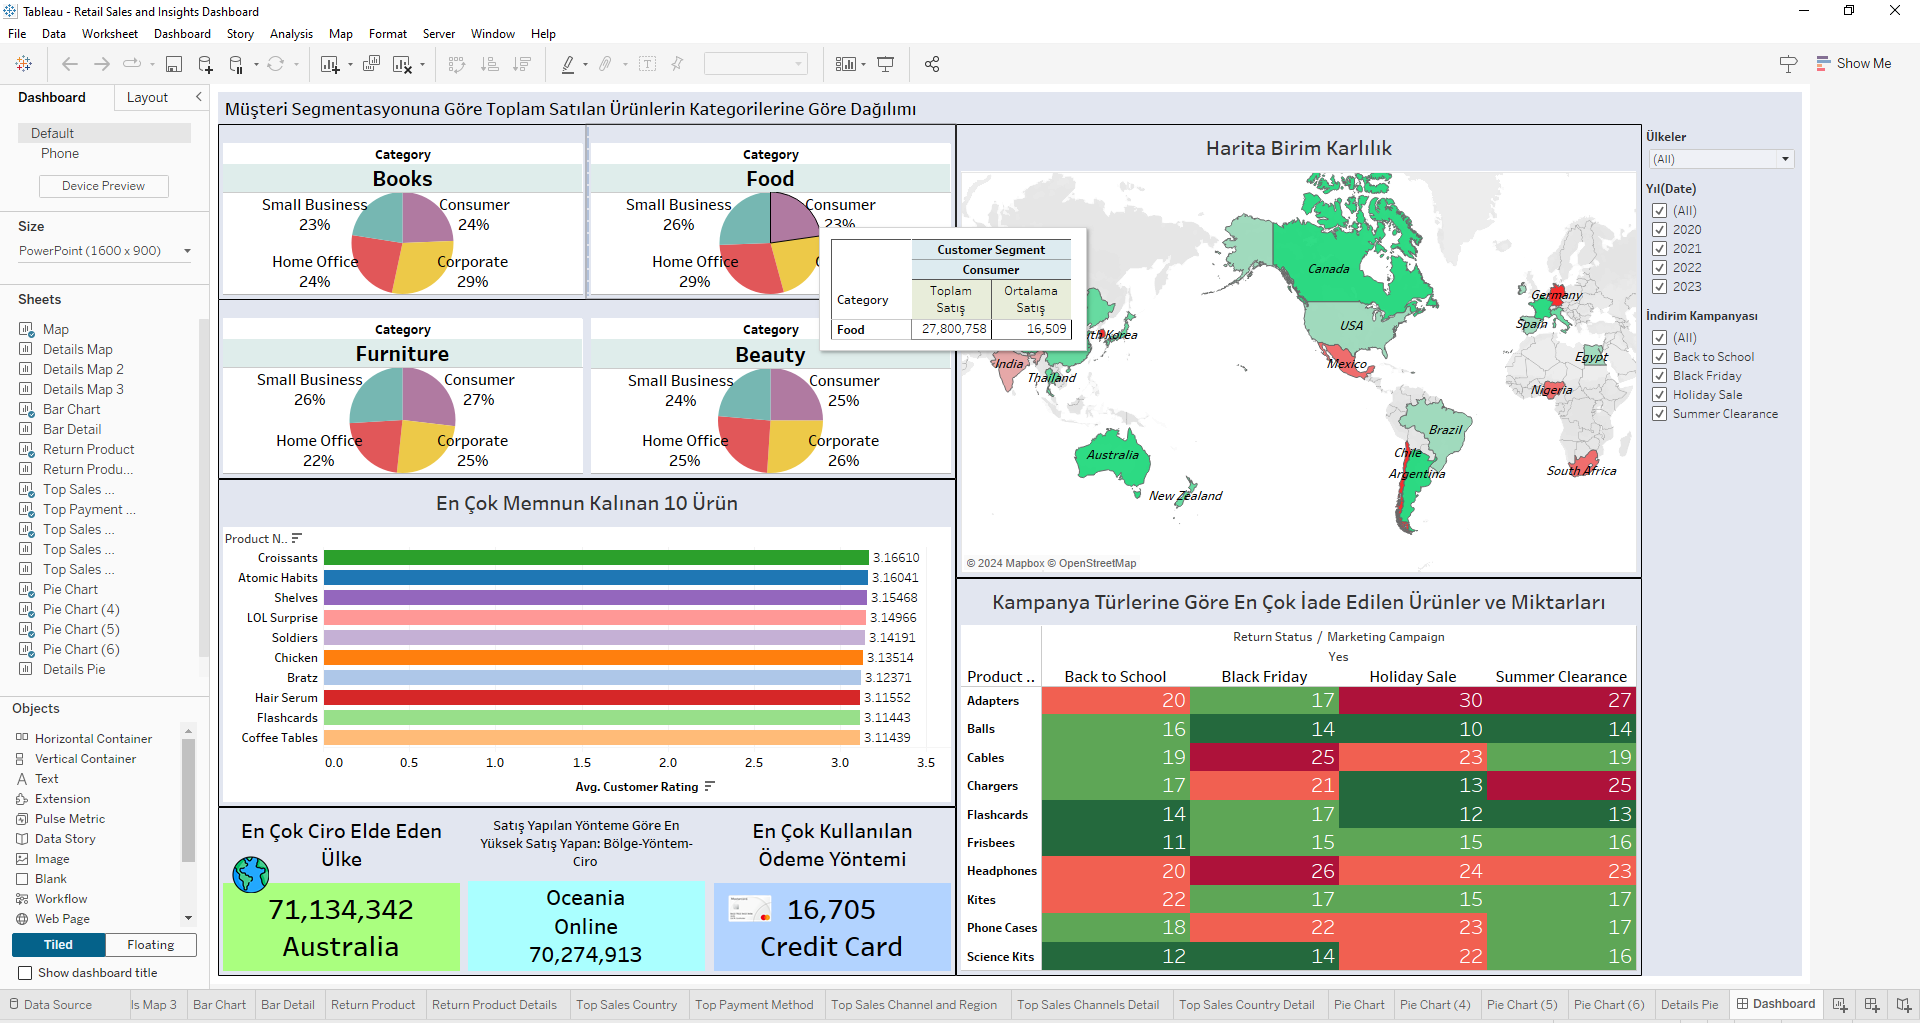 Tableau - Retail Sales and Insights Dashboard
File Data Worksheet Dashboard Story Analysis Map Format Server Window Help
Show Me
Dashboard Layout
Default
Phone
Device Preview
Size
PowerPoint (1600 x 900)
Sheets
Map
Details Map
Details Map 2
Details Map 3
Bar Chart
Bar Detail
Return Product
Return Produ...
Top Sales ...
Top Payment ...
Top Sales ...
Top Sales ...
Top Sales ...
Pie Chart
Pie Chart (4)
Pie Chart (5)
Pie Chart (6)
Details Pie
Objects
Horizontal Container
Vertical Container
Text
Extension
Pulse Metric
Data Story
Image
Blank
Workflow
Web Page
Tiled Floating
Show dashboard title
Müşteri Segmentasyonuna Göre Toplam Satılan Ürünlerin Kategorilerine Göre Dağılımı
Category
Books
Small Business
23%
Consumer
24%
Home Office
24%
Corporate
29%
Category
Food
Small Business
26%
Consumer
23%
Home Office
29%
Customer Segment
Consumer
Category
Toplam Satış
Ortalama Satış
Food 27,800,758 16,509
Category
Furniture
Small Business
26%
Consumer
27%
Home Office
22%
Corporate
25%
Category
Beauty
Small Business
24%
Consumer
25%
Home Office
25%
Corporate
26%
En Çok Memnun Kalınan 10 Ürün
Product N..
Croissants 3.16610
Atomic Habits 3.16041
Shelves 3.15468
LOL Surprise 3.14966
Soldiers 3.14191
Chicken 3.13514
Bratz 3.12371
Hair Serum 3.11552
Flashcards 3.11443
Coffee Tables 3.11439
0.0 0.5 1.0 1.5 2.0 2.5 3.0 3.5
Avg. Customer Rating
En Çok Ciro Elde Eden
Ülke
71,134,342
Australia
Satış Yapılan Yönteme Göre En
Yüksek Satış Yapan: Bölge-Yöntem-
Ciro
Oceania
Online
70,274,913
En Çok Kullanılan
Ödeme Yöntemi
16,705
Credit Card
Harita Birim Karlılık
Canada
Germany
USA
Spain
th Korea
Egypt
India
Mexico
Thailand
Nigeria
Brazil
Chile
Australia
Argentina
South Africa
New Zealand
© 2024 Mapbox © OpenStreetMap
Kampanya Türlerine Göre En Çok İade Edilen Ürünler ve Miktarları
Return Status / Marketing Campaign
Yes
Product .. Back to School Black Friday Holiday Sale Summer Clearance
Adapters 20 17 30 27
Balls 16 14 10 14
Cables 19 25 23 19
Chargers 17 21 13 25
Flashcards 14 17 12 13
Frisbees 11 15 15 16
Headphones 20 26 24 23
Kites 22 17 15 17
Phone Cases 18 22 23 17
Science Kits 12 14 22 16
Ülkeler
(All)
Yıl(Date)
(All)
2020
2021
2022
2023
İndirim Kampanyası
(All)
Back to School
Black Friday
Holiday Sale
Summer Clearance
Data Source ls Map 3 Bar Chart Bar Detail Return Product Return Product Details Top Sales Country Top Payment Method Top Sales Channel and Region Top Sales Channels Detail Top Sales Country Detail Pie Chart Pie Chart (4) Pie Chart (5) Pie Chart (6) Details Pie Dashboard